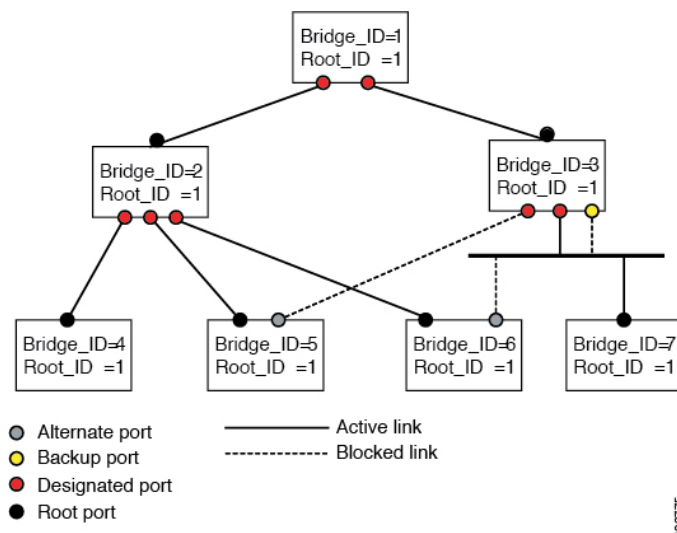 Bridge_ID=1
Root_ID =1
Bridge_ID=2
Root_ID =1
Bridge_ID=3
Root_ID =1
Bridge_ID=4
Root_ID =1
Bridge_ID=5
Root_ID =1
Bridge_ID=6
Root_ID =1
Bridge_ID=7
Root_ID =1
Alternate port
Backup port
Designated port
Root port
Active link
Blocked link